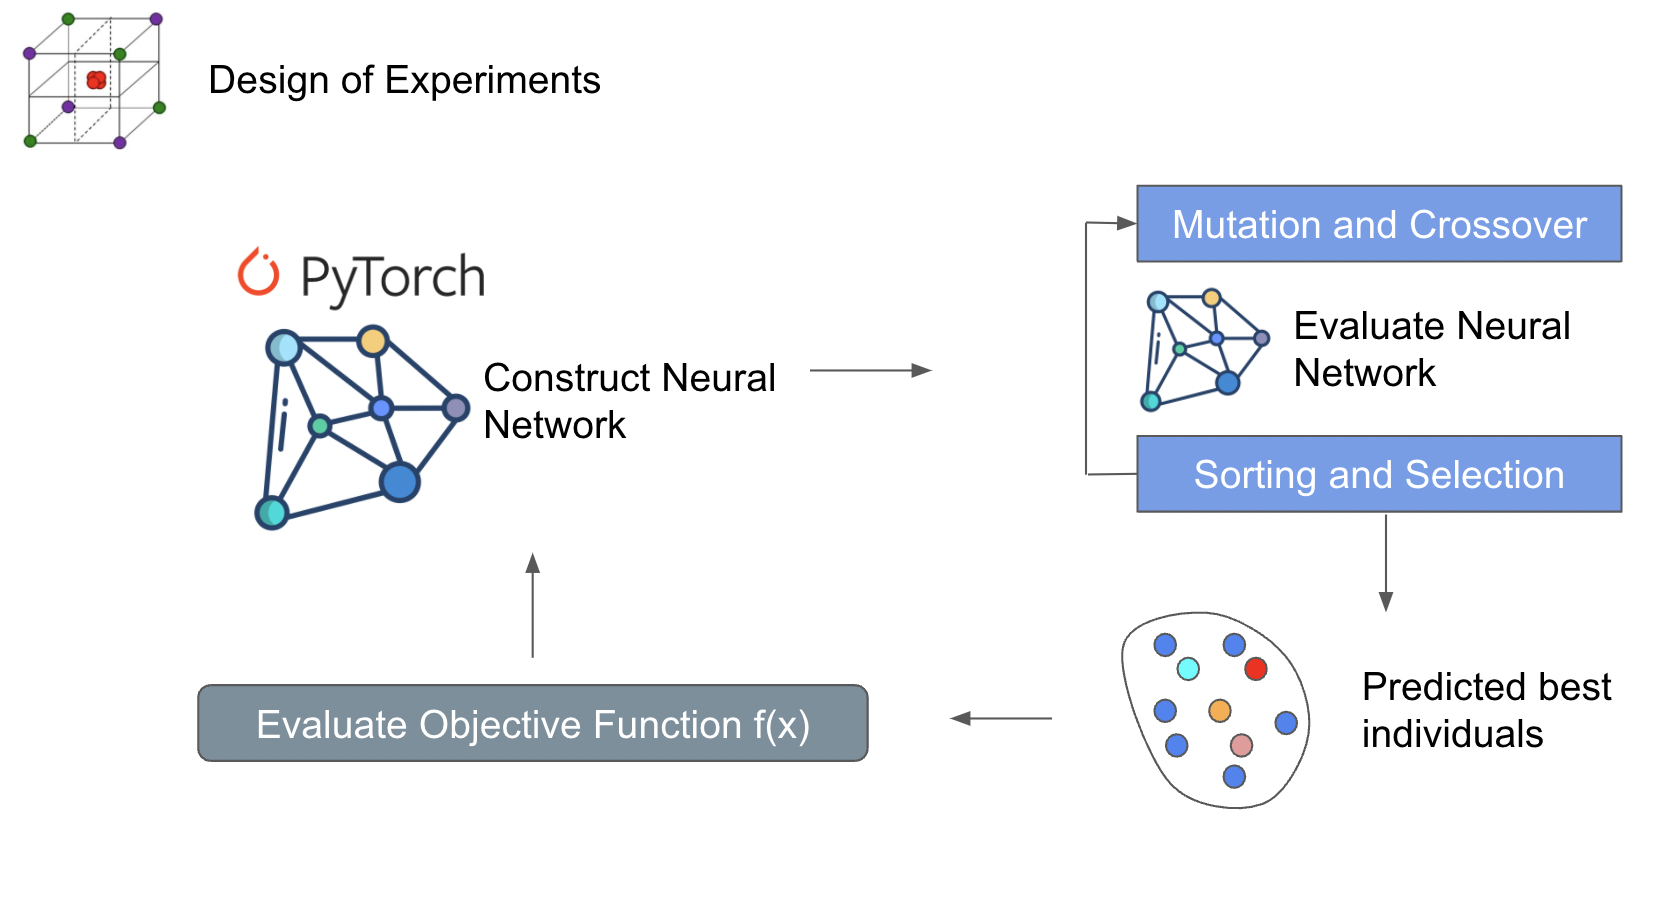 Design of Experiments
PyTorch
Construct Neural
Network
Mutation and Crossover
Evaluate Neural
Network
Sorting and Selection
Predicted best
individuals
Evaluate Objective Function f(x)